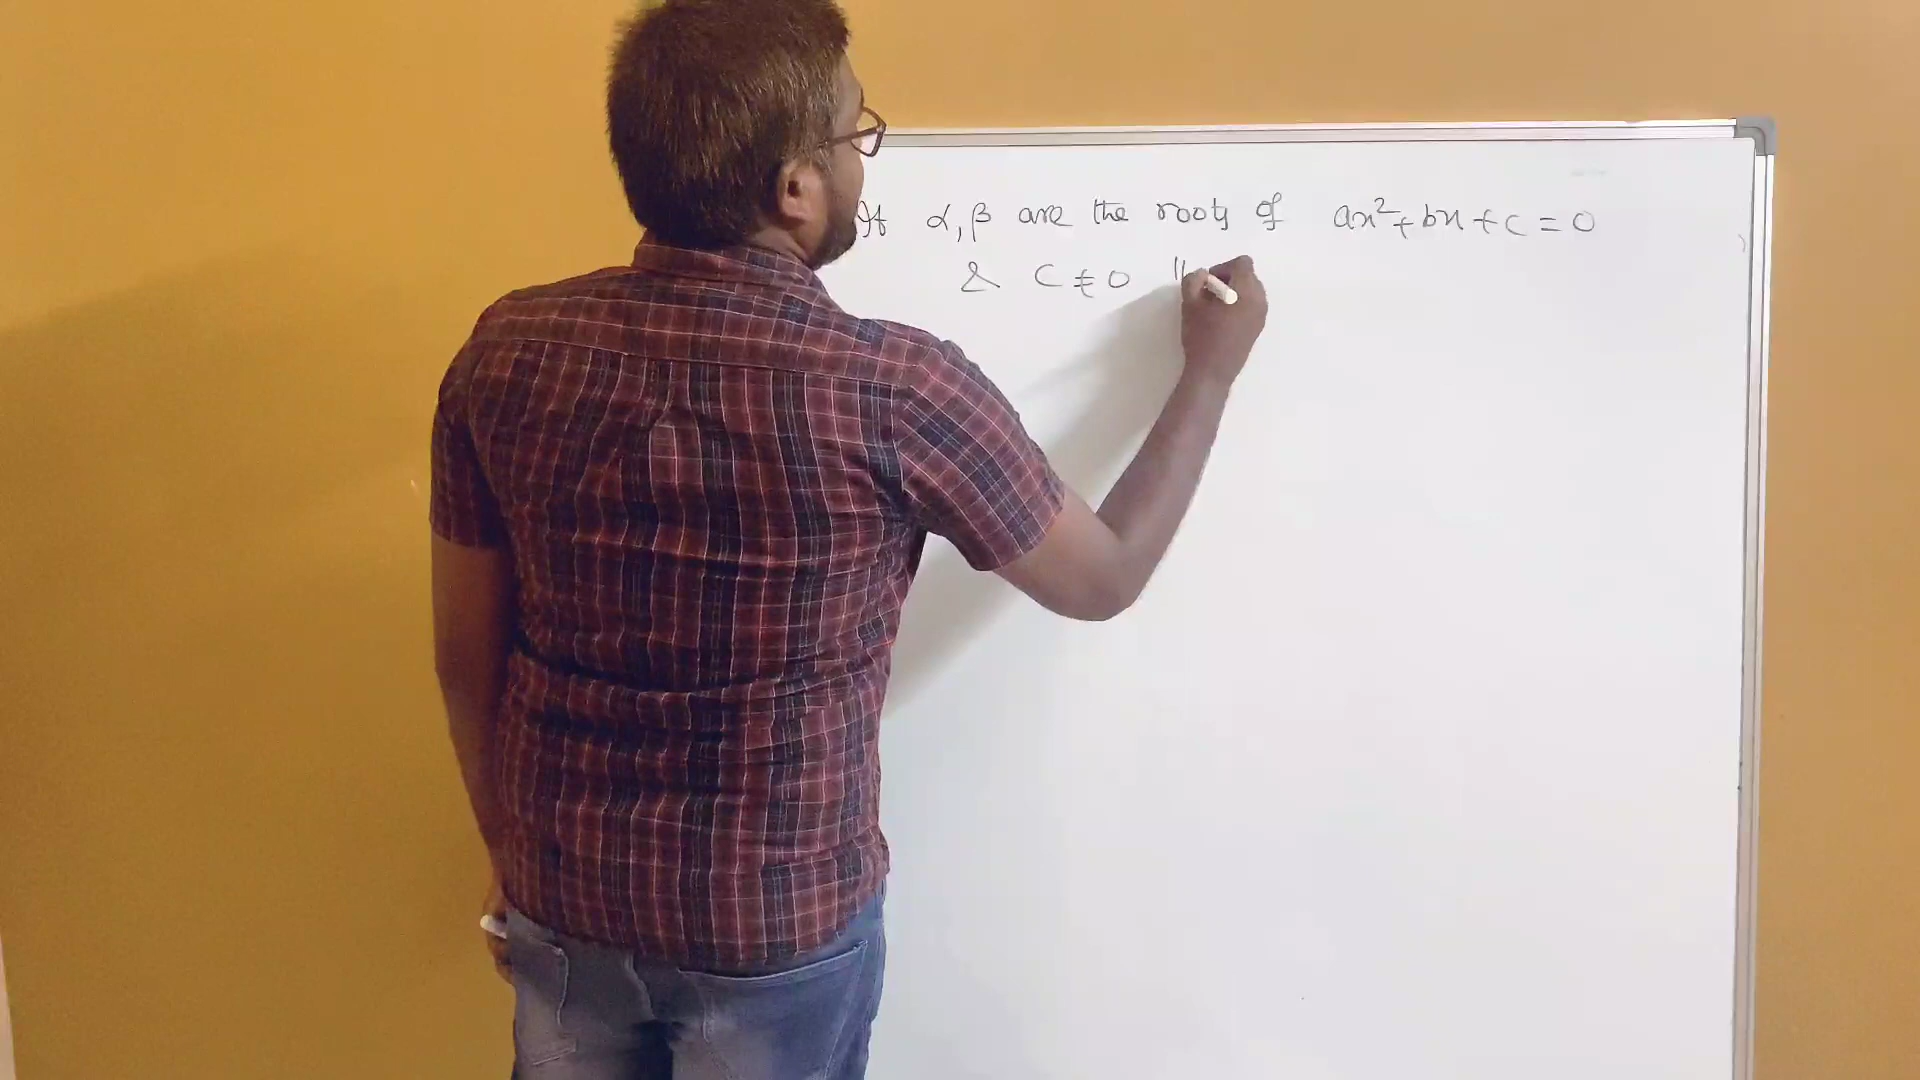 If α, β are the roots of ax²+bx+c=0
& C≠0